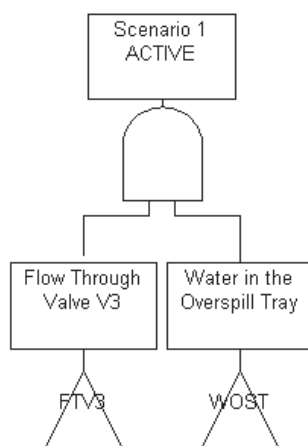 Scenario 1
ACTIVE
Flow Through
Valve V3
Water in the
Overspill Tray
FTV3
WOST